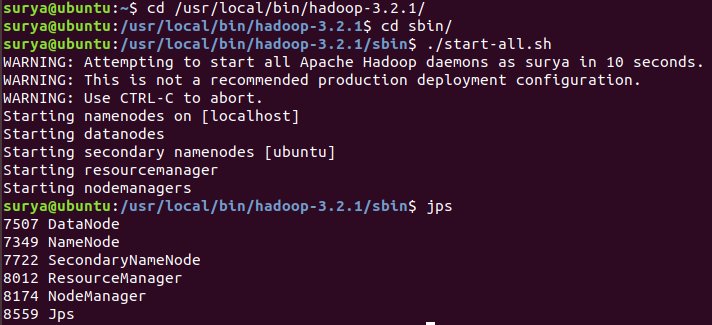 surya@ubuntu:~$ cd /usr/local/bin/hadoop-3.2.1/
surya@ubuntu:/usr/local/bin/hadoop-3.2.1$ cd sbin/
surya@ubuntu:/usr/local/bin/hadoop-3.2.1/sbin$ ./start-all.sh
WARNING: Attempting to start all Apache Hadoop daemons as surya in 10 seconds.
WARNING: This is not a recommended production deployment configuration.
WARNING: Use CTRL-C to abort.
Starting namenodes on [localhost]
Starting datanodes
Starting secondary namenodes [ubuntu]
Starting resourcemanager
Starting nodemanagers
surya@ubuntu:/usr/local/bin/hadoop-3.2.1/sbin$ jps
7507 DataNode
7349 NameNode
7722 SecondaryNameNode
8012 ResourceManager
8174 NodeManager
8559 Jps